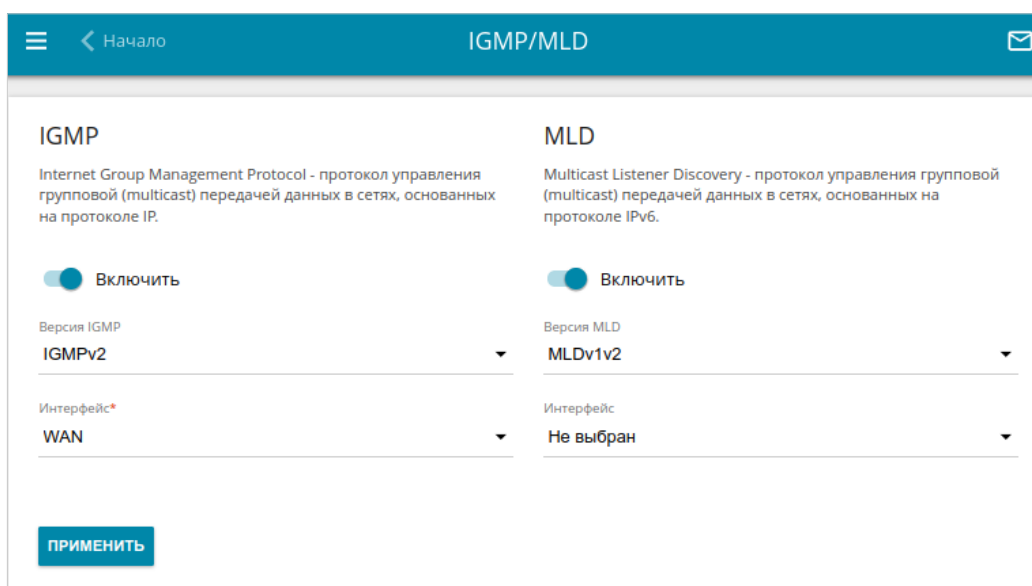 Начало
IGMP/MLD
IGMP
Internet Group Management Protocol - протокол управления
групповой (multicast) передачей данных в сетях, основанных
на протоколе IP.
Включить
Версия IGMP
IGMPv2
Интерфейс*
WAN
MLD
Multicast Listener Discovery - протокол управления групповой
(multicast) передачей данных в сетях, основанных на
протоколе IPv6.
Включить
Версия MLD
MLDv1v2
Интерфейс
Не выбран
ПРИМЕНИТЬ